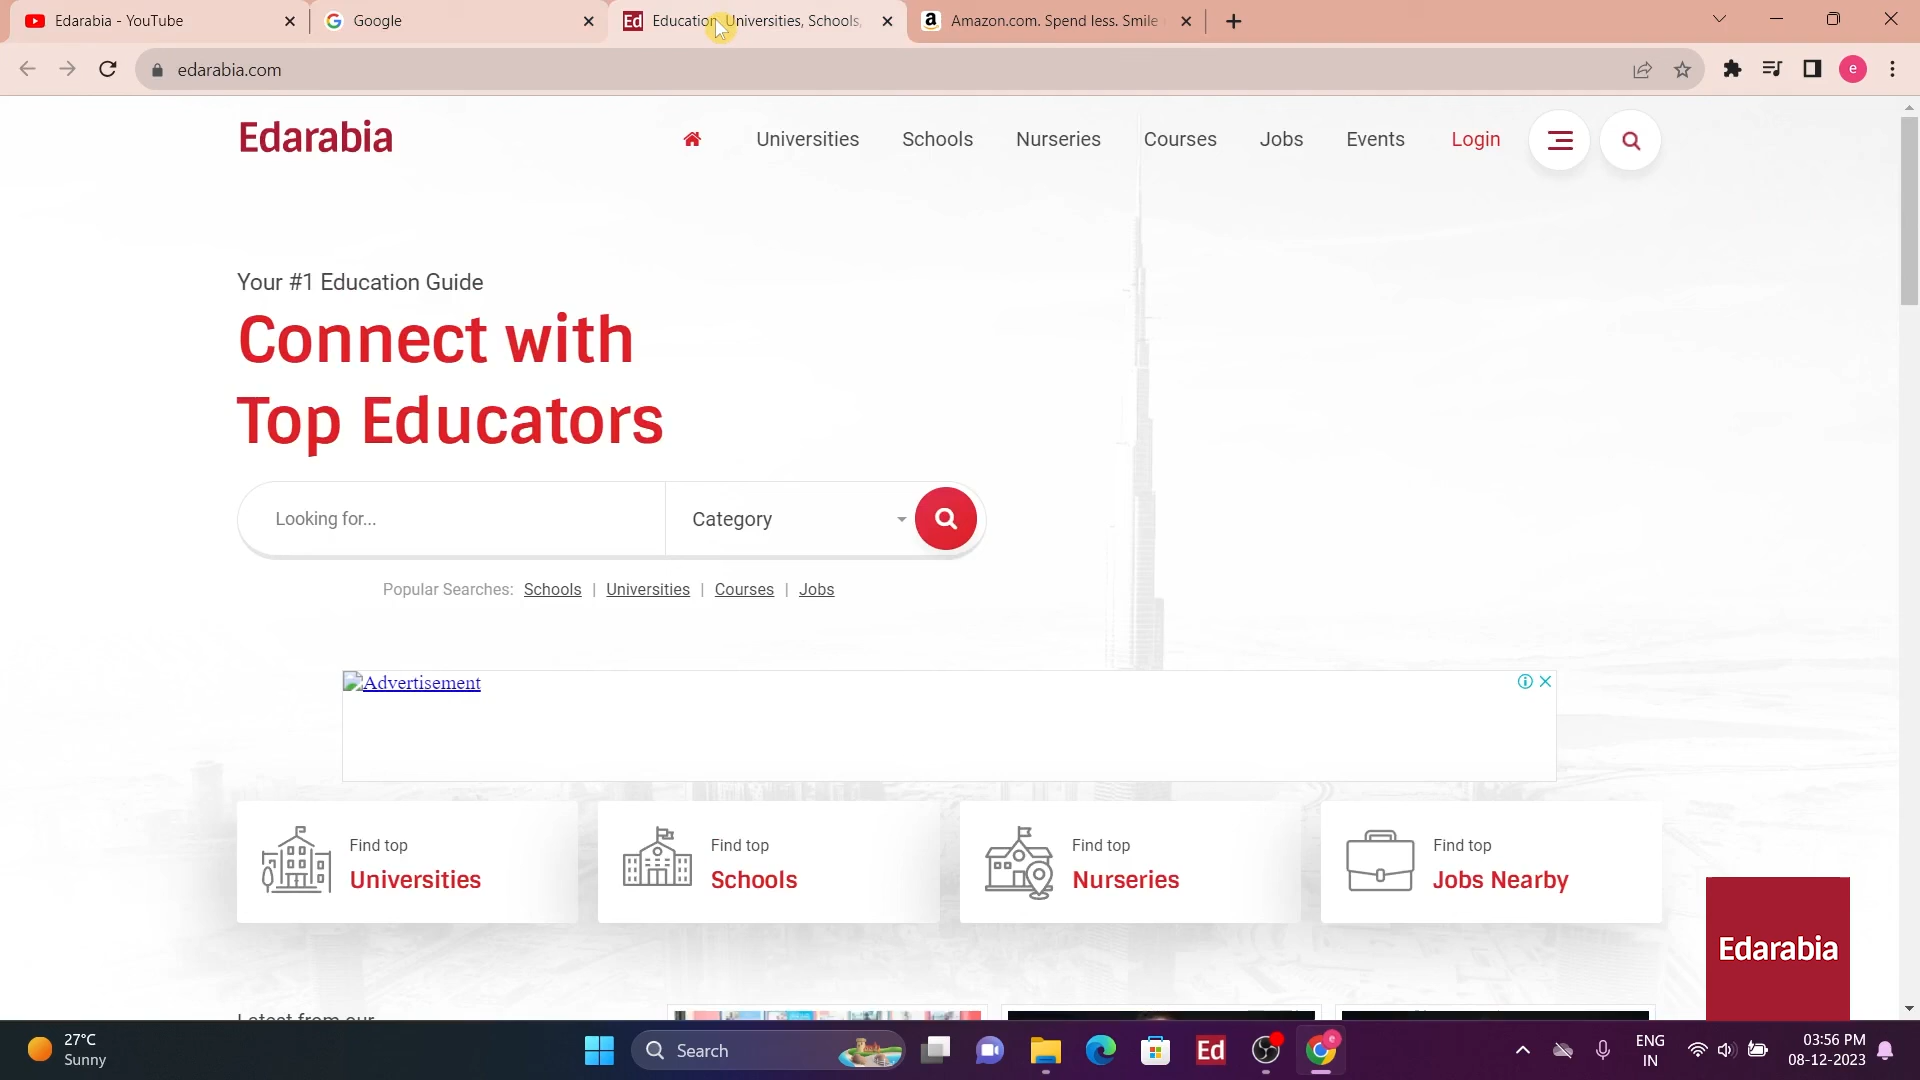 Edarabia - YouTube
Google
Education, Universities, Schools,
Amazon.com. Spend less. Smile
edarabia.com
e
Edarabia
Universities
Schools
Nurseries
Courses
Jobs
Events
Login
Your #1 Education Guide
Connect with
Top Educators
Looking for...
Category
Popular Searches: Schools | Universities | Courses | Jobs
Advertisement
Find top
Universities
Find top
Schools
Find top
Nurseries
Find top
Jobs Nearby
Edarabia
Latest from our
27°C
Sunny
Search
Ed
ENG
IN
03:56 PM
08-12-2023